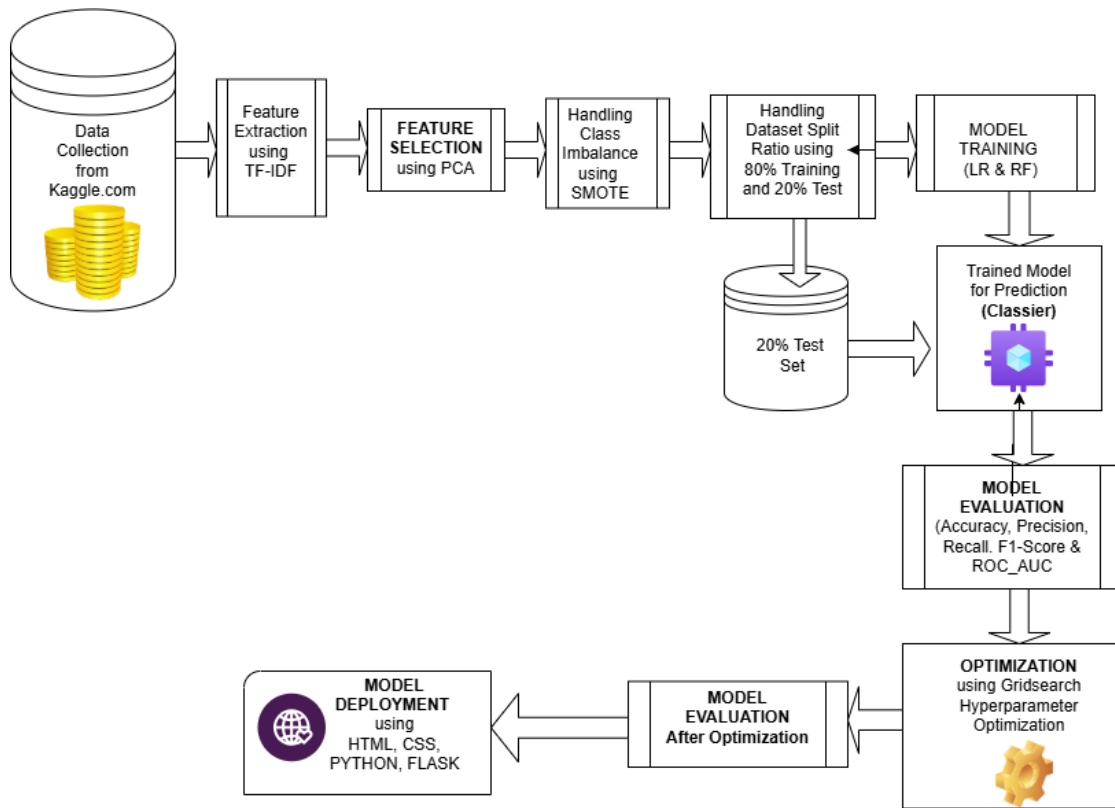 Data
Collection
from
Kaggle.com
Feature
Extraction
using
TF-IDF
FEATURE
SELECTION
using PCA
Handling
Class
Imbalance
using
SMOTE
Handling
Dataset Split
Ratio using
80% Training
and 20% Test
MODEL
TRAINING
(LR & RF)
20% Test
Set
Trained Model
for Prediction
(Classier)
MODEL
EVALUATION
(Accuracy, Precision,
Recall. F1-Score &
ROC_AUC
OPTIMIZATION
using Gridsearch
Hyperparameter
Optimization
MODEL
EVALUATION
After Optimization
MODEL
DEPLOYMENT
using
HTML, CSS,
PYTHON, FLASK